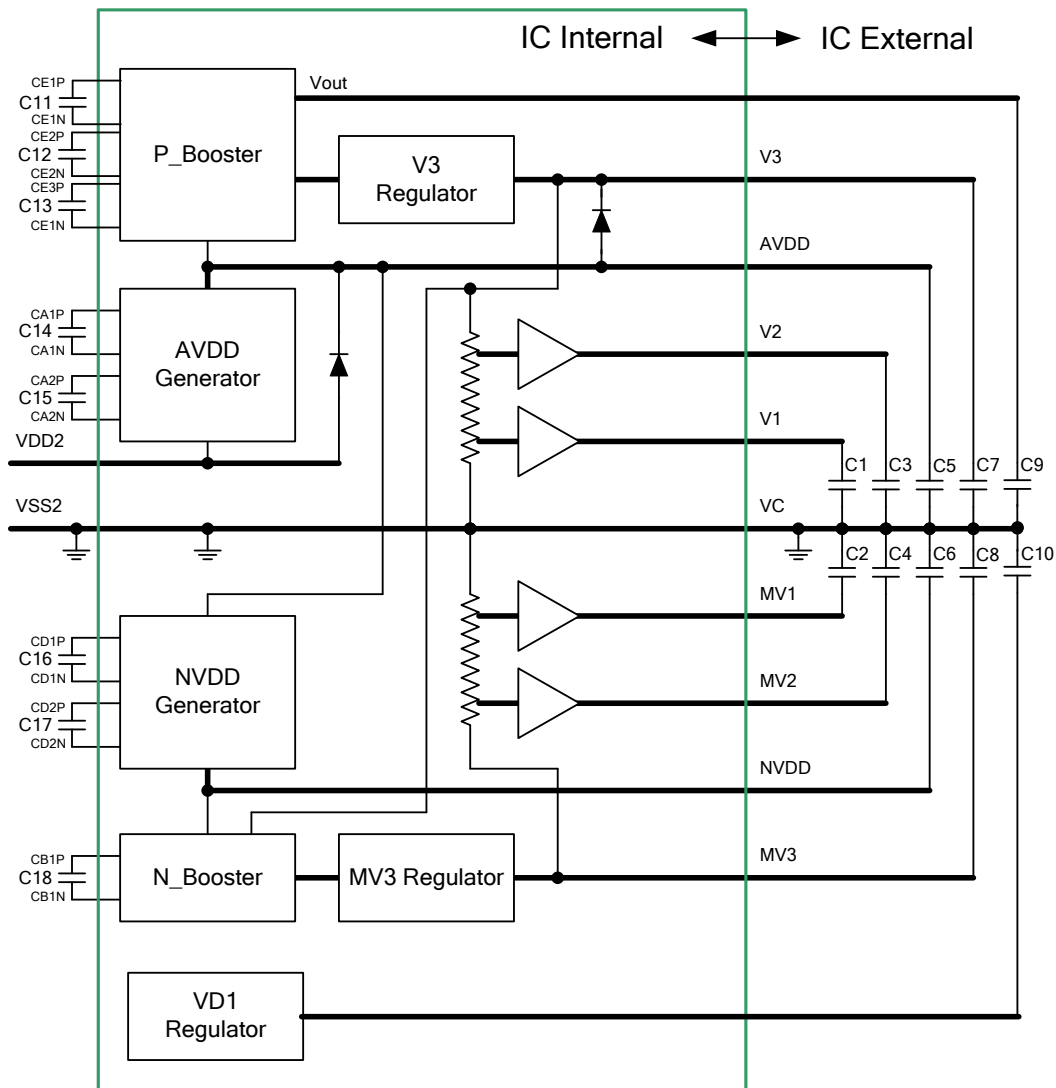 IC Internal
IC External
Vout
CE1P
C11
CE1N
CE2P
C12
CE2N
CE3P
C13
CE1N
P_Booster
V3
Regulator
V3
AVDD
CA1P
C14
CA1N
CA2P
C15
CA2N
AVDD
Generator
V2
V1
VDD2
VSS2
VC
C1
C3
C5
C7
C9
C2
C4
C6
C8
C10
MV1
CD1P
C16
CD1N
CD2P
C17
CD2N
NVDD
Generator
MV2
NVDD
CB1P
C18
CB1N
N_Booster
MV3 Regulator
MV3
VD1
Regulator